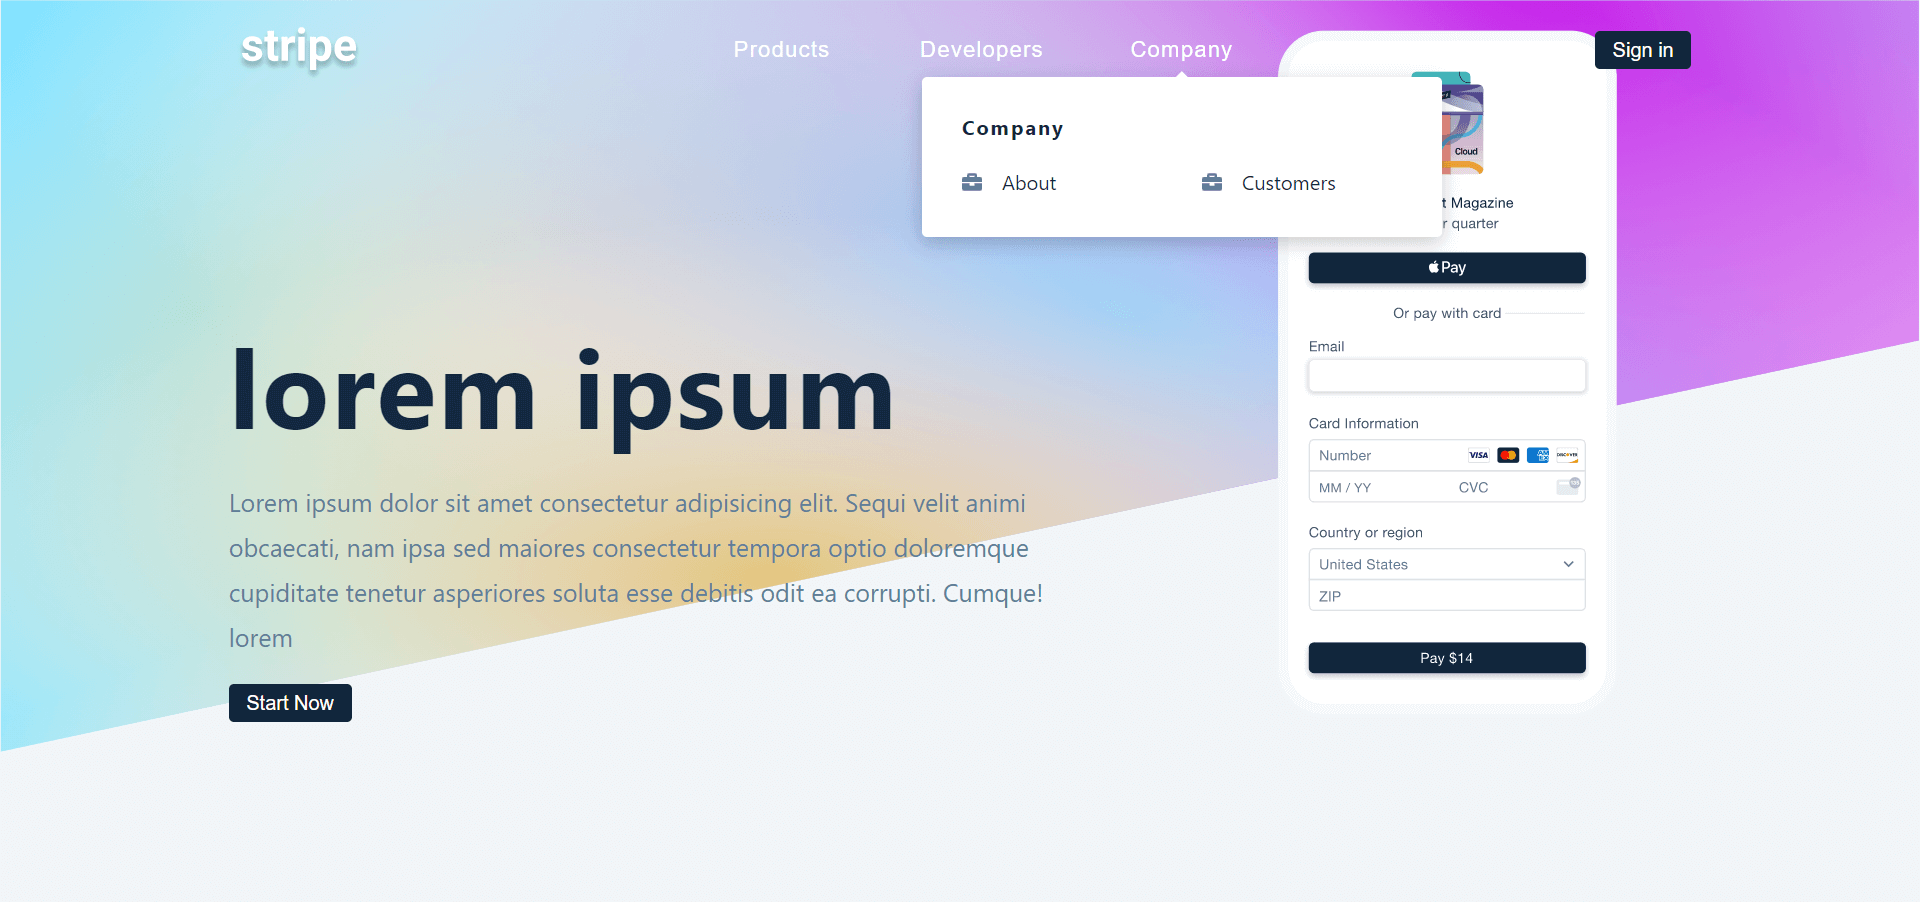 stripe
Products
Developers
Company
Sign in
Company
About
Customers
Cloud
t Magazine
r quarter
Pay
Or pay with card
Email
Card Information
Number
VISA
DISCOVER
MM / YY
CVC
Country or region
United States
ZIP
Pay $14
lorem ipsum
Lorem ipsum dolor sit amet consectetur adipisicing elit. Sequi velit animi
obcaecati, nam ipsa sed maiores consectetur tempora optio doloremque
cupiditate tenetur asperiores soluta esse debitis odit ea corrupti. Cumque!
lorem
Start Now